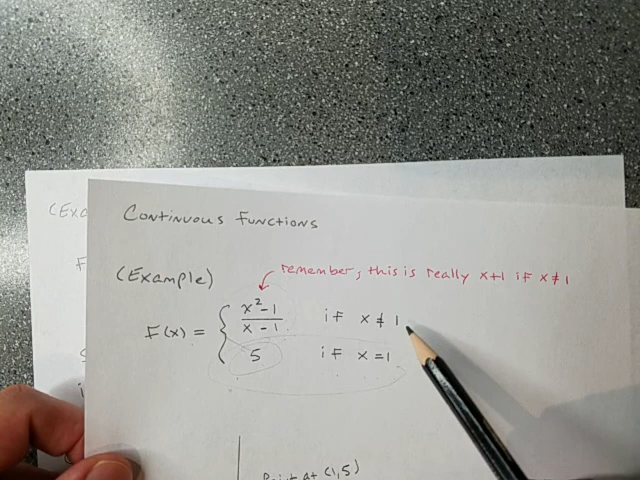 (Exa
F
CONTINUOUS FUNCTIONS
(Example)
remember, this is really x+1 if x≠1
F(x) = { x²-1 / x-1 if x≠1
5 if x=1
Point at (1,5)